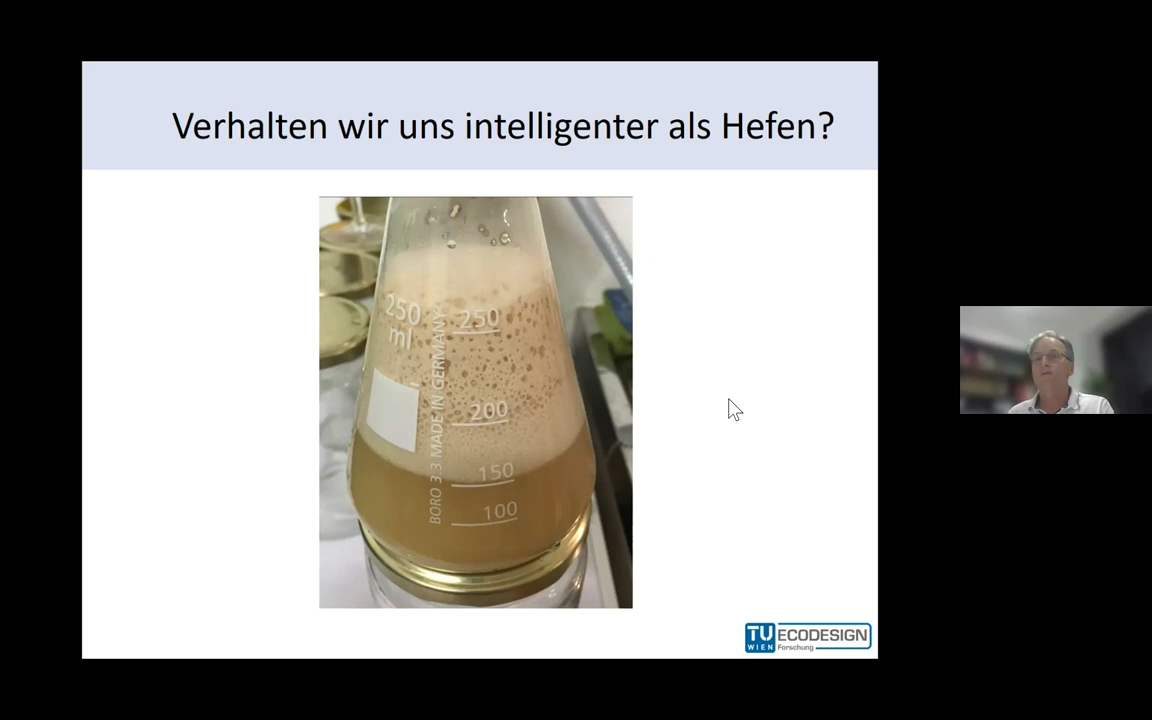 Verhalten wir uns intelligenter als Hefen?
250
ml
250
200
150
100
BORO 3.3 MADE IN GERMANY
TU
WIEN
ECODESIGN
Forschung